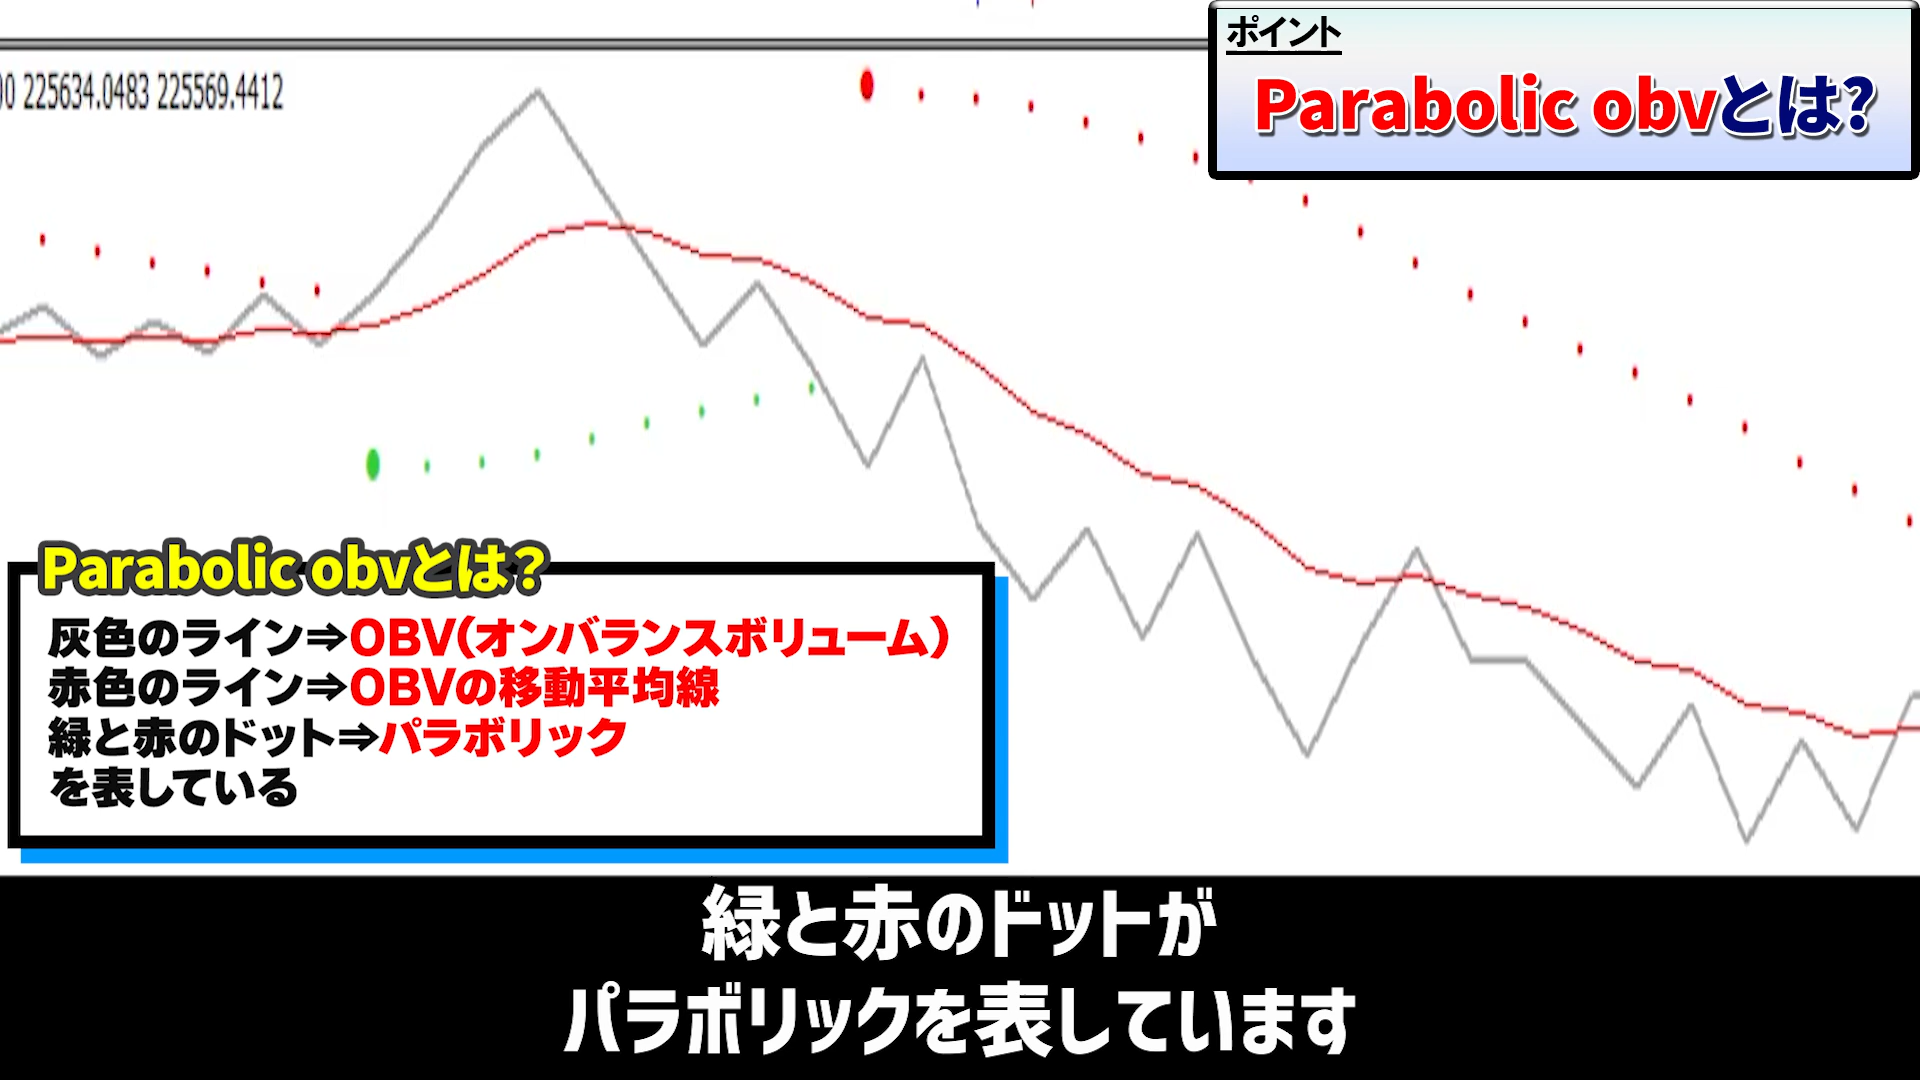 225634.0483 225569.4412
ポイント
Parabolic obvとは?
Parabolic obvとは？
灰色のライン⇒OBV(オンバランスボリューム)
赤色のライン⇒OBVの移動平均線
緑と赤のドット⇒パラボリック
を表している
緑と赤のドットが
パラボリックを表しています